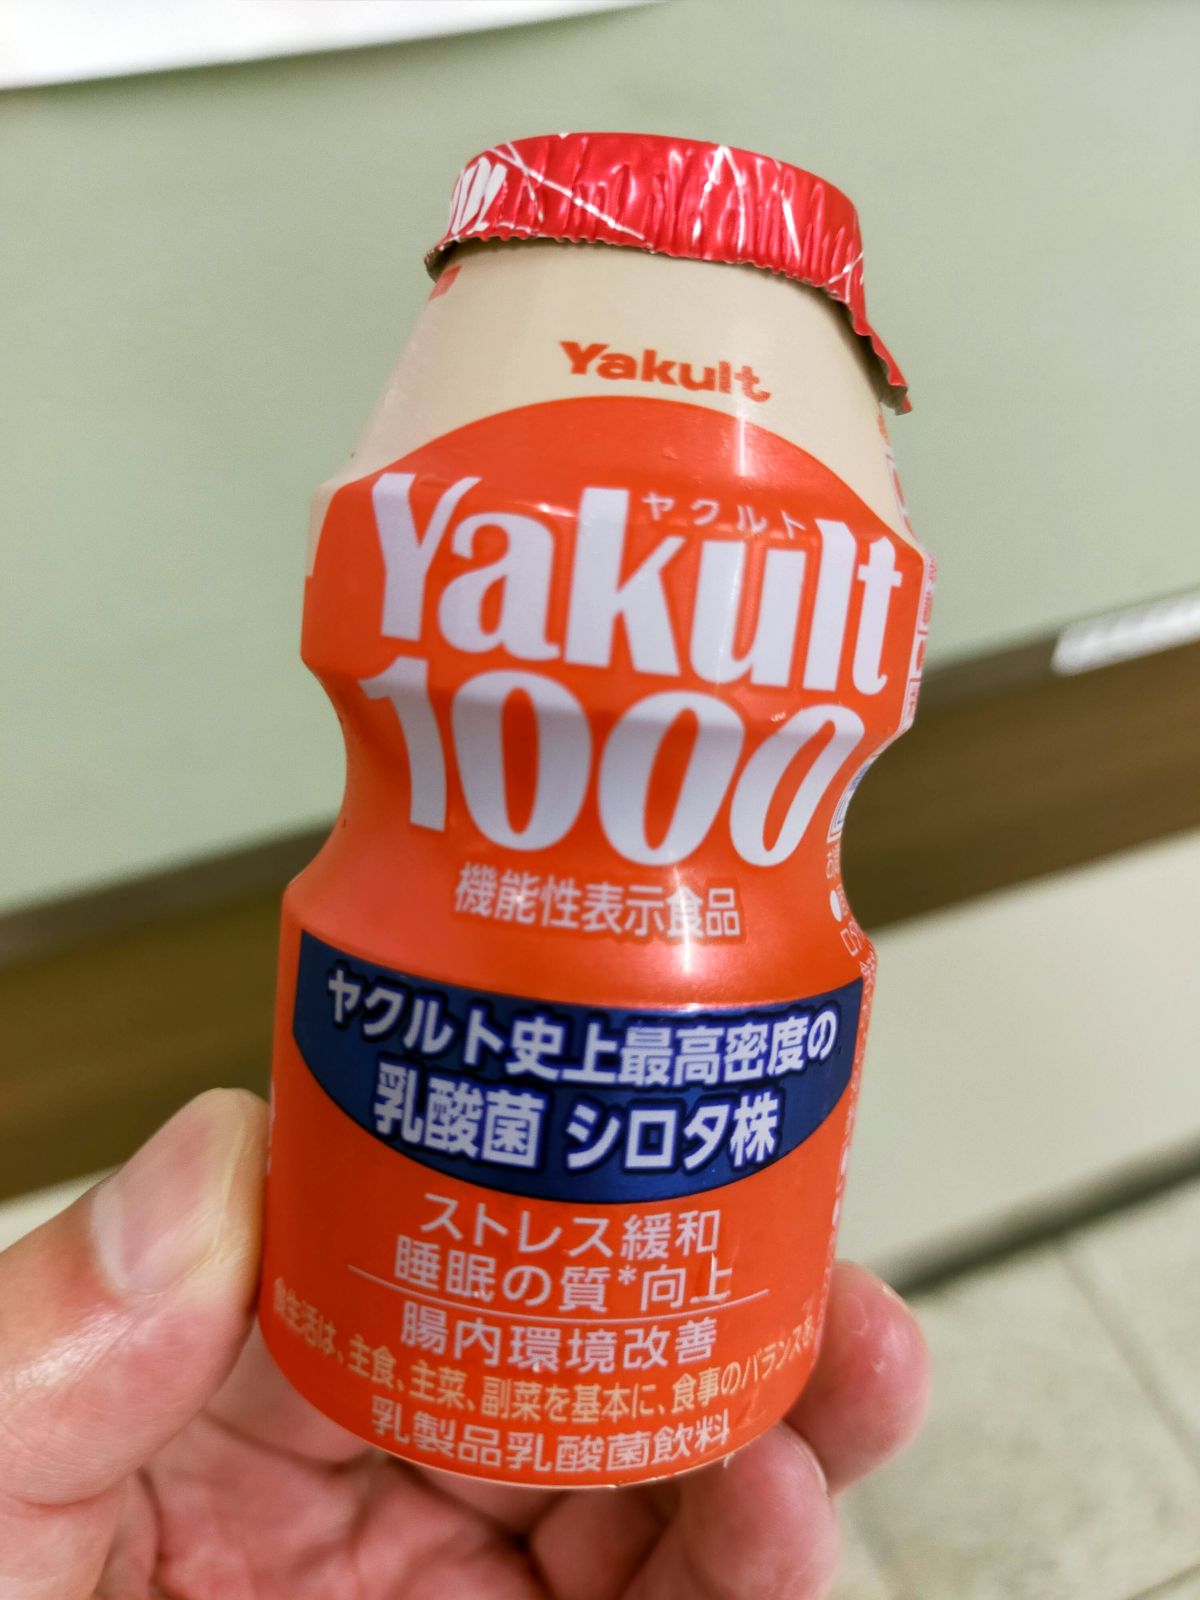 Yakult
ヤクルト
Yakult
1000
機能性表示食品
ヤクルト史上最高密度の
乳酸菌 シロタ株
ストレス緩和
睡眠の質*向上
腸内環境改善
食生活は、主食、主菜、副菜を基本に、食事のバランスを
乳製品乳酸菌飲料